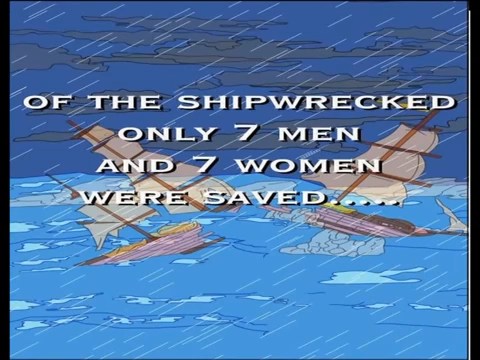 OF THE SHIPWRECKED
ONLY 7 MEN
AND 7 WOMEN
WERE SAVED......